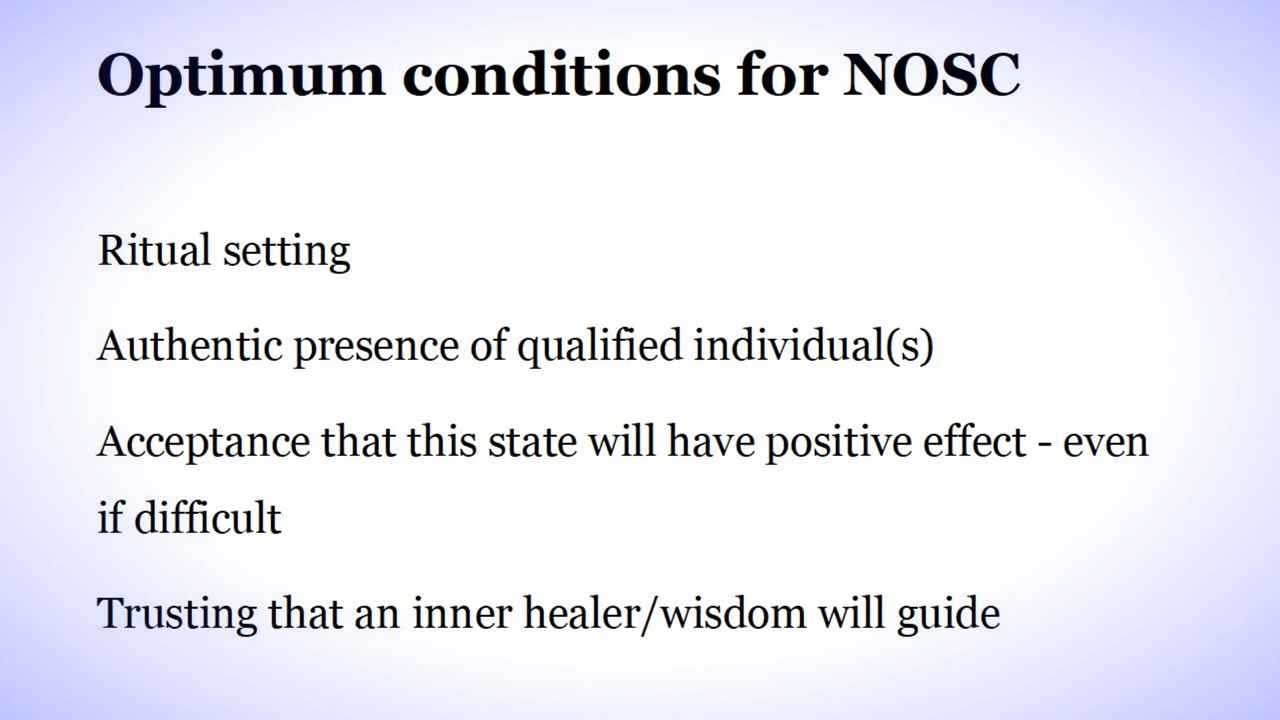 Optimum conditions for NOSC
Ritual setting
Authentic presence of qualified individual(s)
Acceptance that this state will have positive effect - even
if difficult
Trusting that an inner healer/wisdom will guide